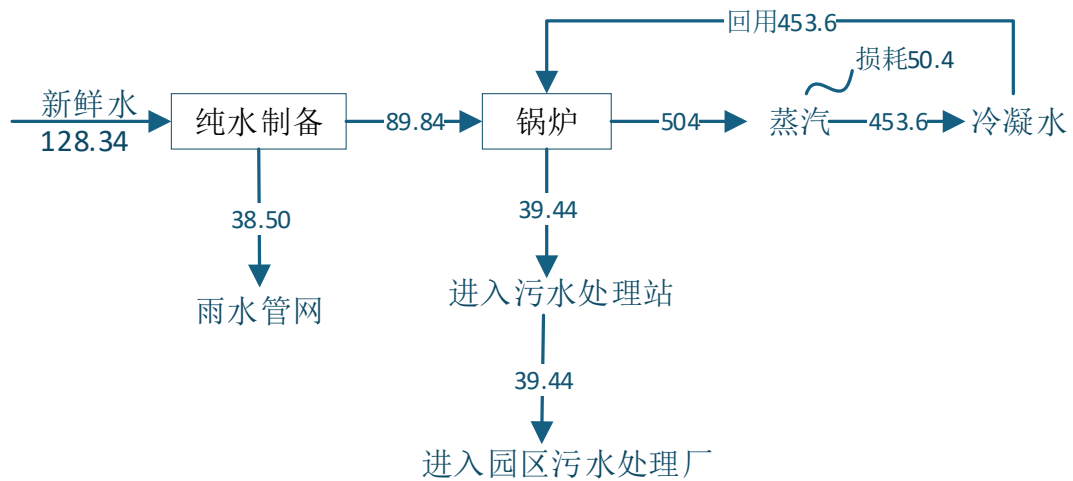 回用453.6
损耗50.4
新鲜水
128.34
纯水制备
89.84
锅炉
504
蒸汽
453.6
冷凝水
38.50
39.44
雨水管网
进入污水处理站
39.44
进入园区污水处理厂